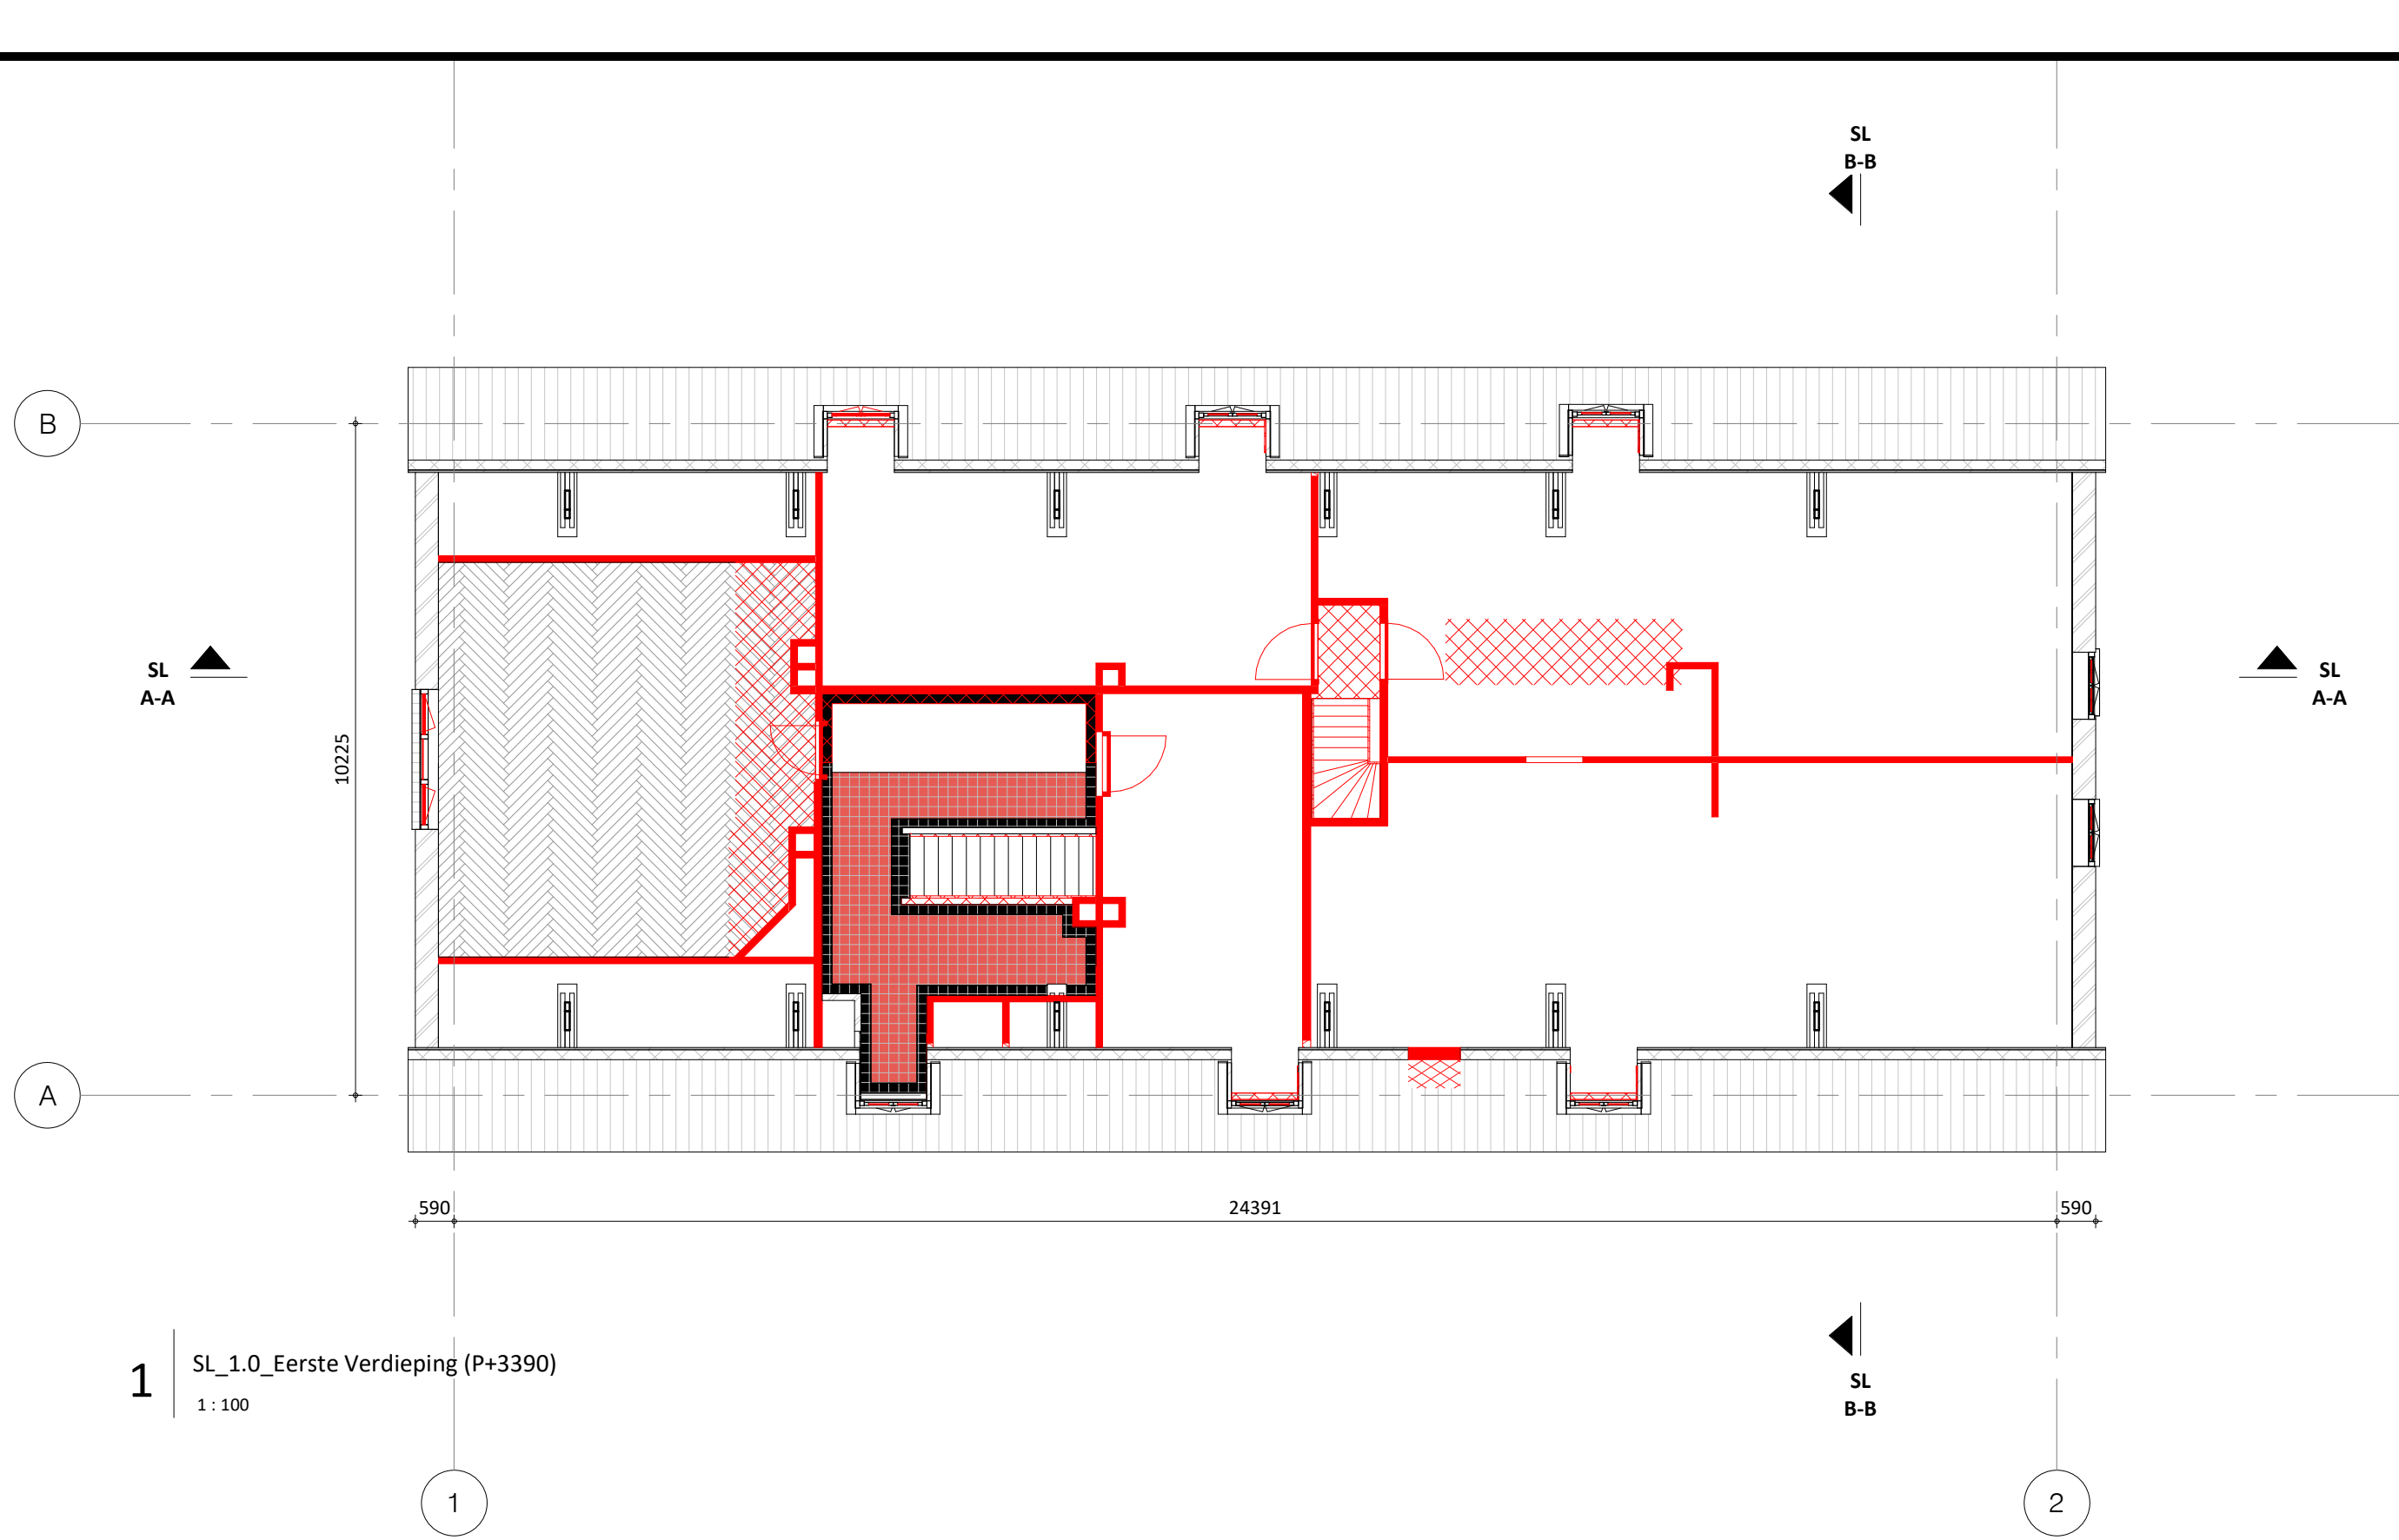 SL
B-B
B
SL
A-A
SL
A-A
10225
A
590
24391
590
1
SL_1.0_Eerste Verdieping (P+3390)
1 : 100
SL
B-B
1
2